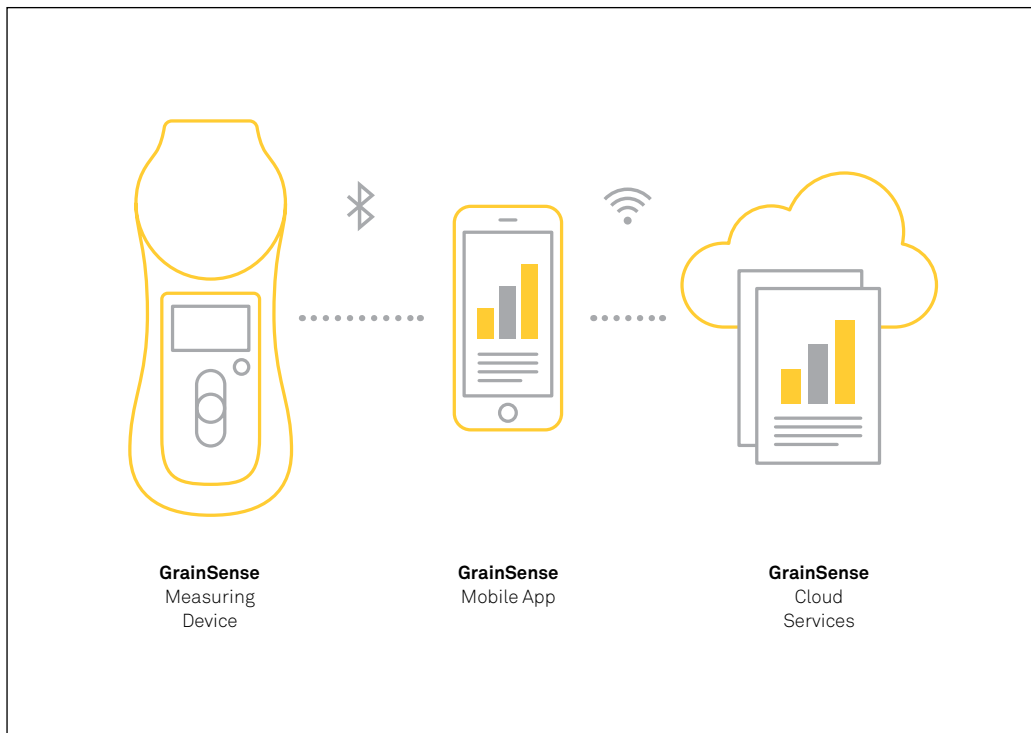 GrainSense
Measuring
Device
GrainSense
Mobile App
GrainSense
Cloud
Services